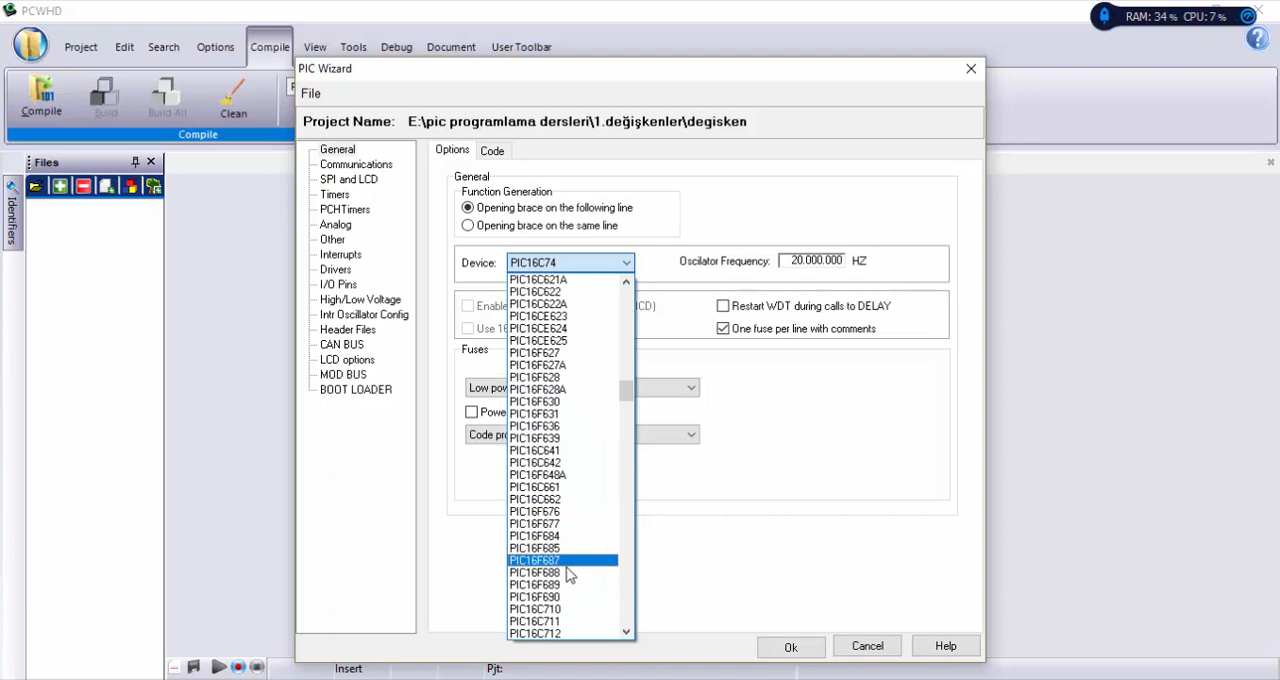 PCWHD
RAM: 34 % CPU: 7 %
Project Edit Search Options Compile View Tools Debug Document User Toolbar
Compile Build Build All Clean
Compile
Files
Identifiers
PIC Wizard
File
Project Name: E:\pic programlama dersleri\1.değişkenler\degisken
General
Communications
SPI and LCD
Timers
PCHTimers
Analog
Other
Interrupts
Drivers
I/O Pins
High/Low Voltage
Intr Oscillator Config
Header Files
CAN BUS
LCD options
MOD BUS
BOOT LOADER
Options Code
General
Function Generation
Opening brace on the following line
Opening brace on the same line
Device: PIC16C74 Oscilator Frequency: 20.000.000 HZ
Restart WDT during calls to DELAY
One fuse per line with comments
Fuses
PIC16C621A
PIC16C622
PIC16C622A
PIC16CE623
PIC16CE624
PIC16CE625
PIC16F627
PIC16F627A
PIC16F628
PIC16F628A
PIC16F630
PIC16F631
PIC16F636
PIC16F639
PIC16C641
PIC16C642
PIC16F648A
PIC16C661
PIC16C662
PIC16F676
PIC16F677
PIC16F684
PIC16F685
PIC16F687
PIC16F688
PIC16F689
PIC16F690
PIC16C710
PIC16C711
PIC16C712
Ok Cancel Help
Insert Pjt: